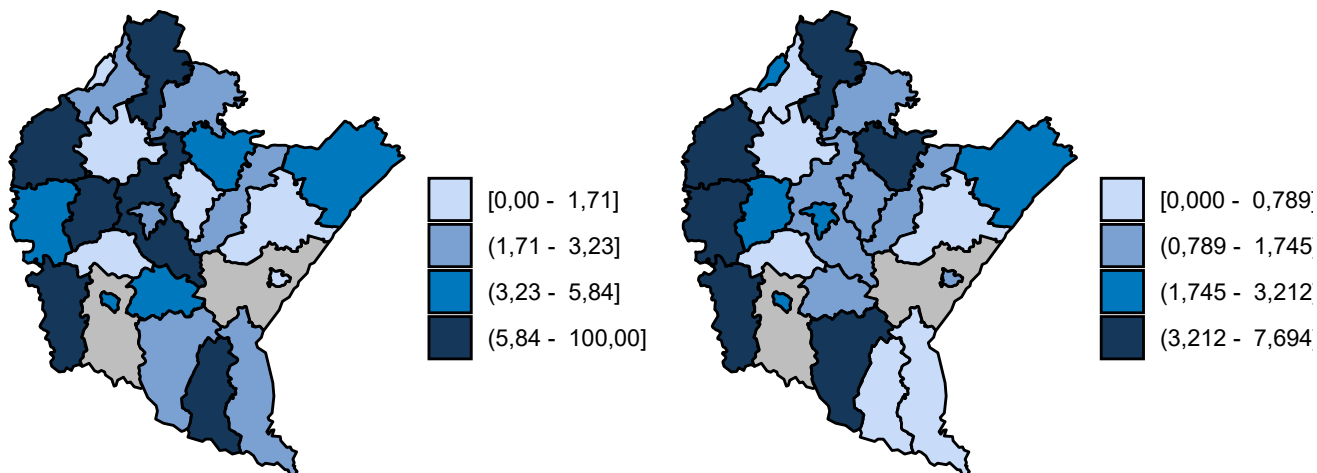 [0,00 - 1,71]
(1,71 - 3,23]
(3,23 - 5,84]
(5,84 - 100,00]
[0,000 - 0,789]
(0,789 - 1,745]
(1,745 - 3,212]
(3,212 - 7,694]